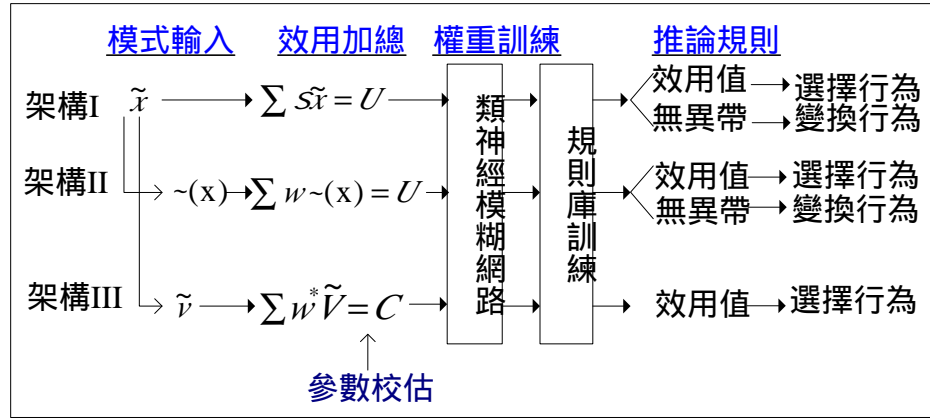 模式輸入 效用加總 權重訓練 推論規則
架構I x̃ ∑ sx̃ = U 效用值 選擇行為
無異帶 變換行為
架構II ~(x) ∑ w~(x) = U 效用值 選擇行為
無異帶 變換行為
架構III ṽ ∑ w*Ṽ = C 效用值 選擇行為
類神經模糊網路
規則庫訓練
參數校估